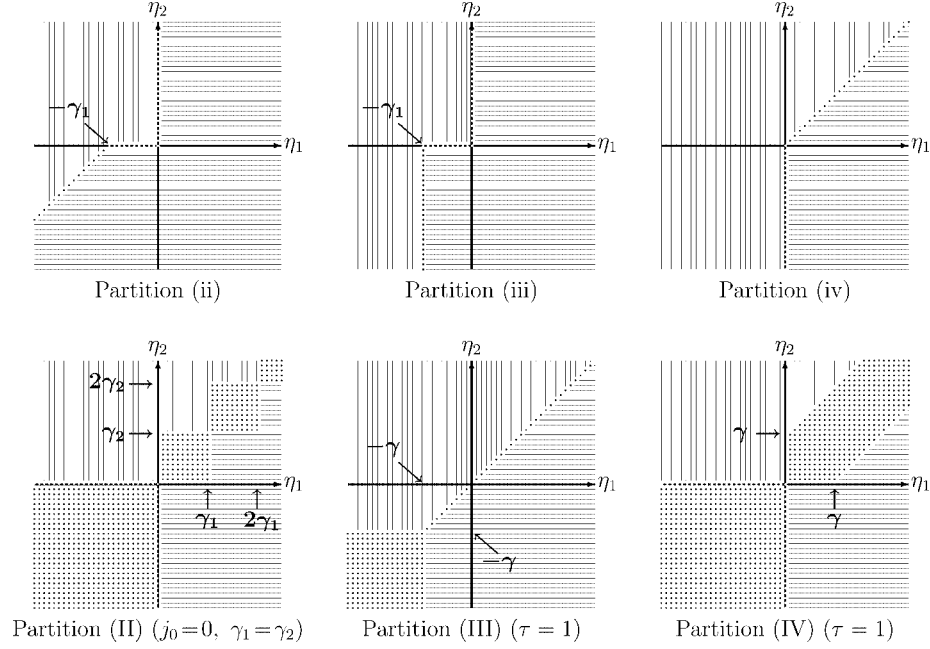 η₂ η₂ η₂
−γ₁ −γ₁
η₁ η₁ η₁
Partition (ii) Partition (iii) Partition (iv)
η₂ η₂ η₂
2γ₂
γ₂ −γ γ
η₁ η₁ η₁
γ₁ 2γ₁ −γ γ
Partition (II) (j₀=0, γ₁=γ₂) Partition (III) (τ = 1) Partition (IV) (τ = 1)